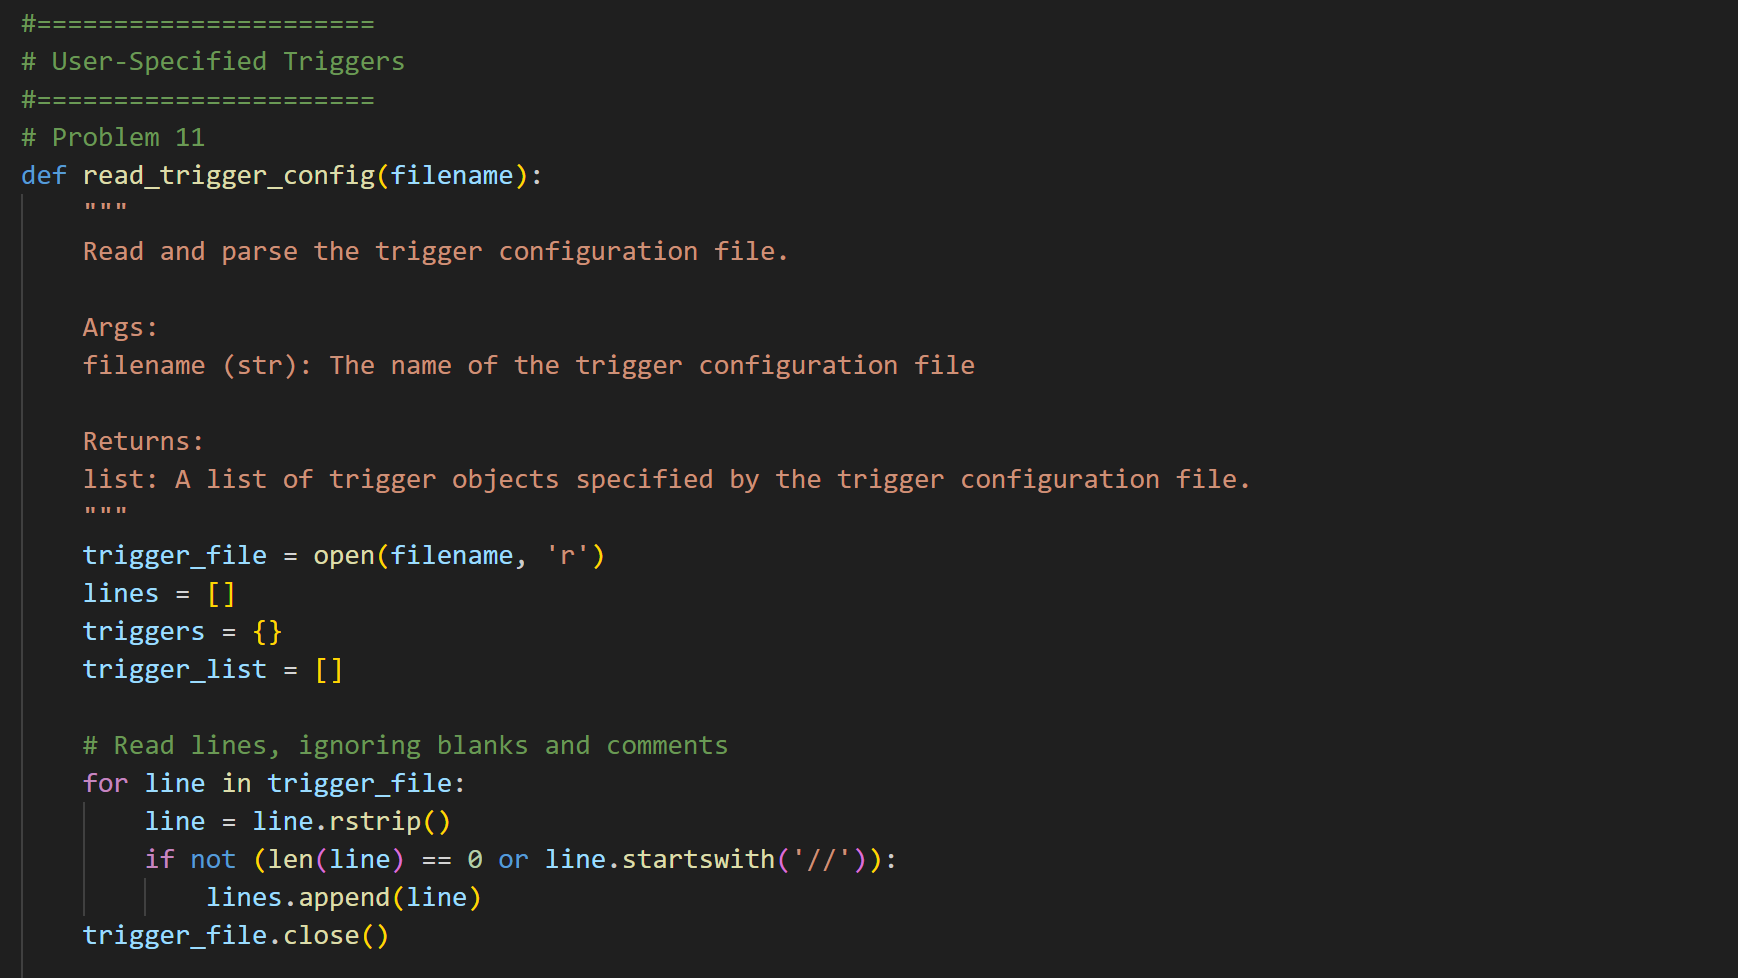 #======================
# User-Specified Triggers
#======================
# Problem 11
def read_trigger_config(filename):
    """
    Read and parse the trigger configuration file.

    Args:
    filename (str): The name of the trigger configuration file

    Returns:
    list: A list of trigger objects specified by the trigger configuration file.
    """
    trigger_file = open(filename, 'r')
    lines = []
    triggers = {}
    trigger_list = []

    # Read lines, ignoring blanks and comments
    for line in trigger_file:
        line = line.rstrip()
        if not (len(line) == 0 or line.startswith('//')):
            lines.append(line)
    trigger_file.close()